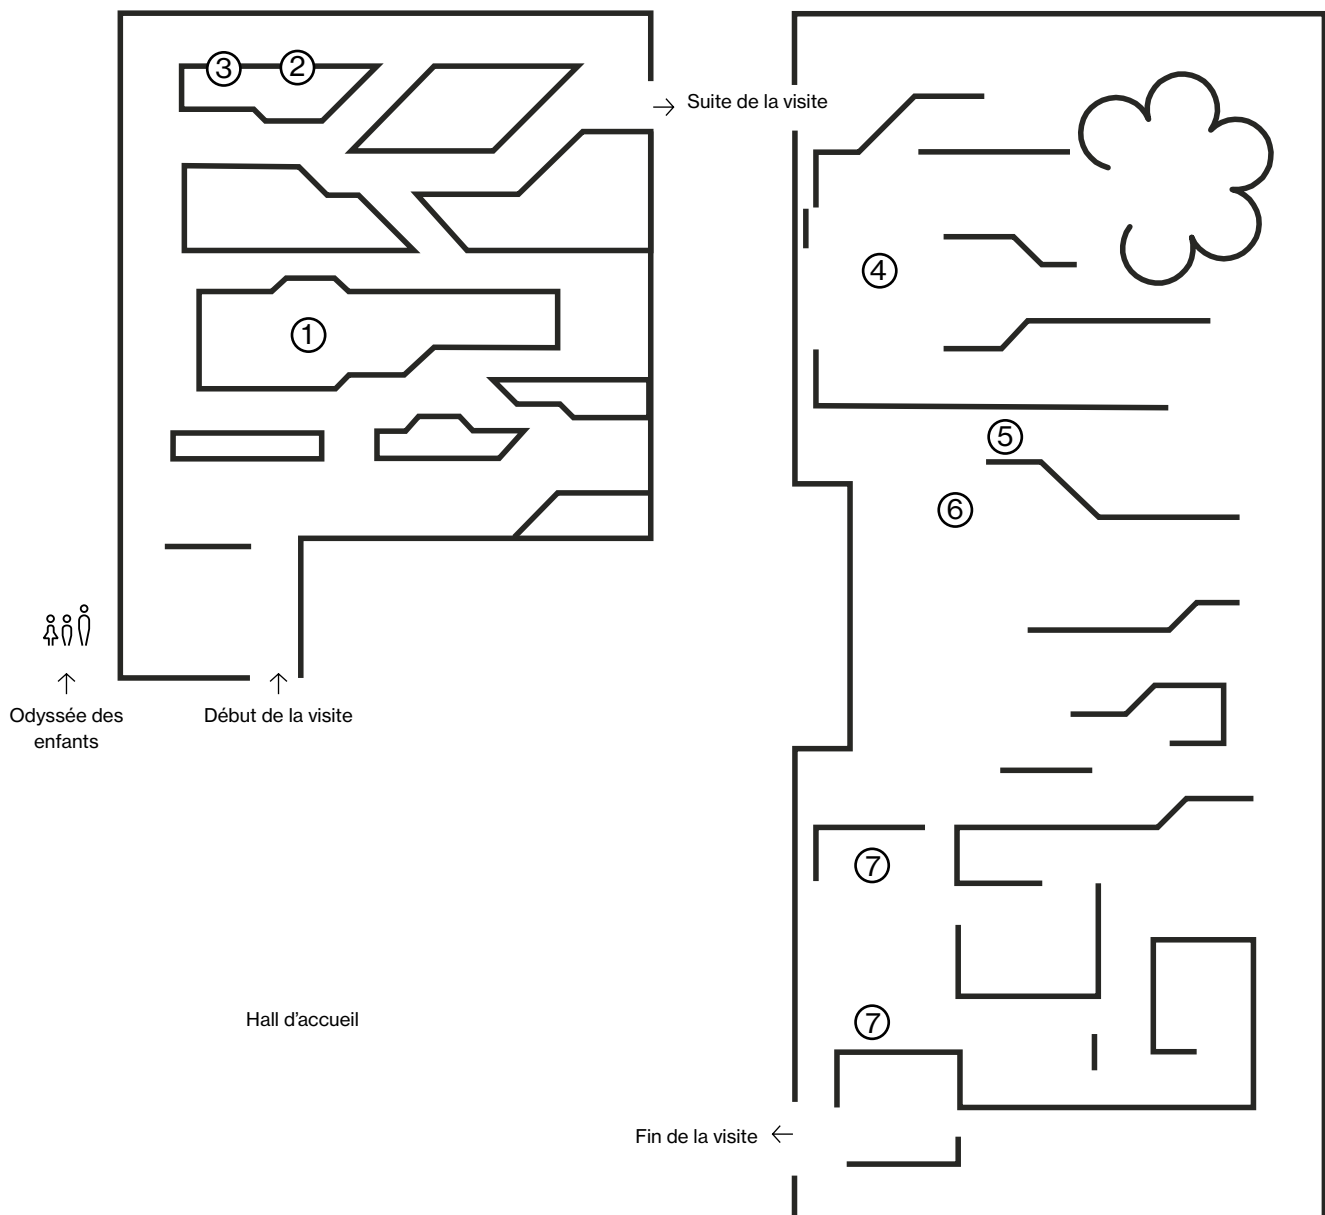 ③ ②
→ Suite de la visite
④
①
⑤
⑥
↑ ↑
Odyssée des
enfants
Début de la visite
⑦
Hall d’accueil
⑦
Fin de la visite ←